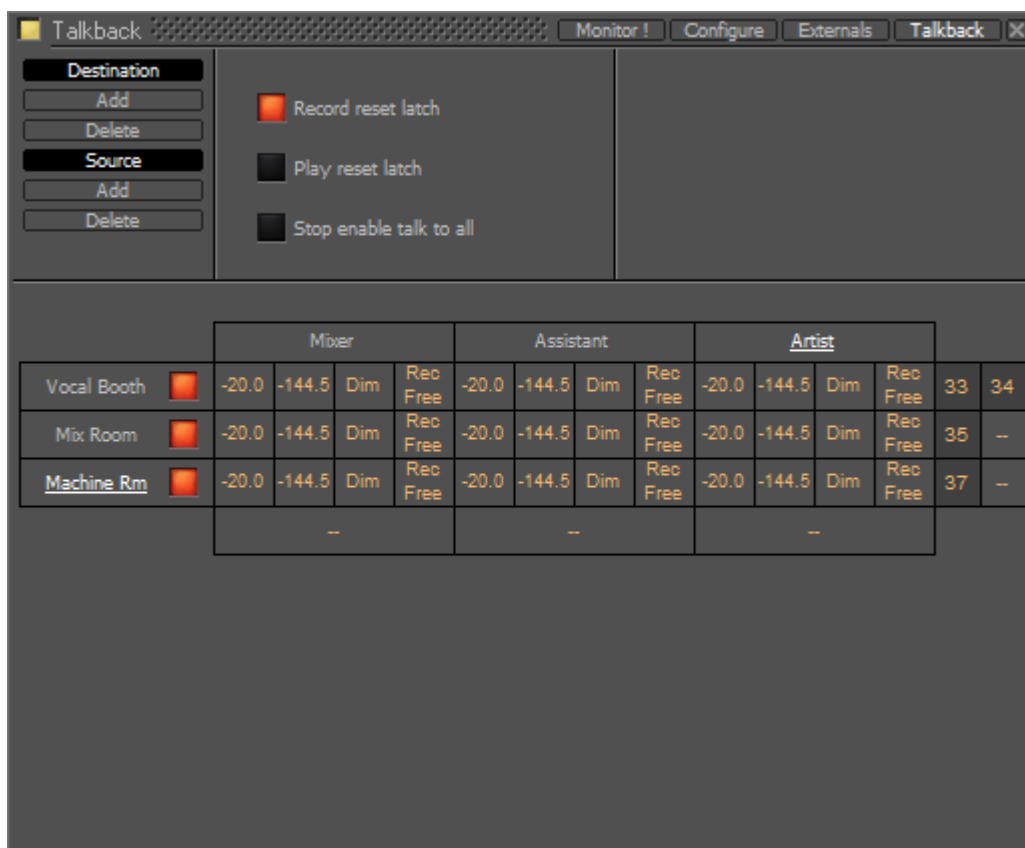 Talkback Monitor ! Configure Externals Talkback X
Destination
Add
Delete
Source
Add
Delete
Record reset latch
Play reset latch
Stop enable talk to all
Mixer Assistant Artist
Vocal Booth -20.0 -144.5 Dim Rec Free -20.0 -144.5 Dim Rec Free -20.0 -144.5 Dim Rec Free 33 34
Mix Room -20.0 -144.5 Dim Rec Free -20.0 -144.5 Dim Rec Free -20.0 -144.5 Dim Rec Free 35 --
Machine Rm -20.0 -144.5 Dim Rec Free -20.0 -144.5 Dim Rec Free -20.0 -144.5 Dim Rec Free 37 --
-- -- --